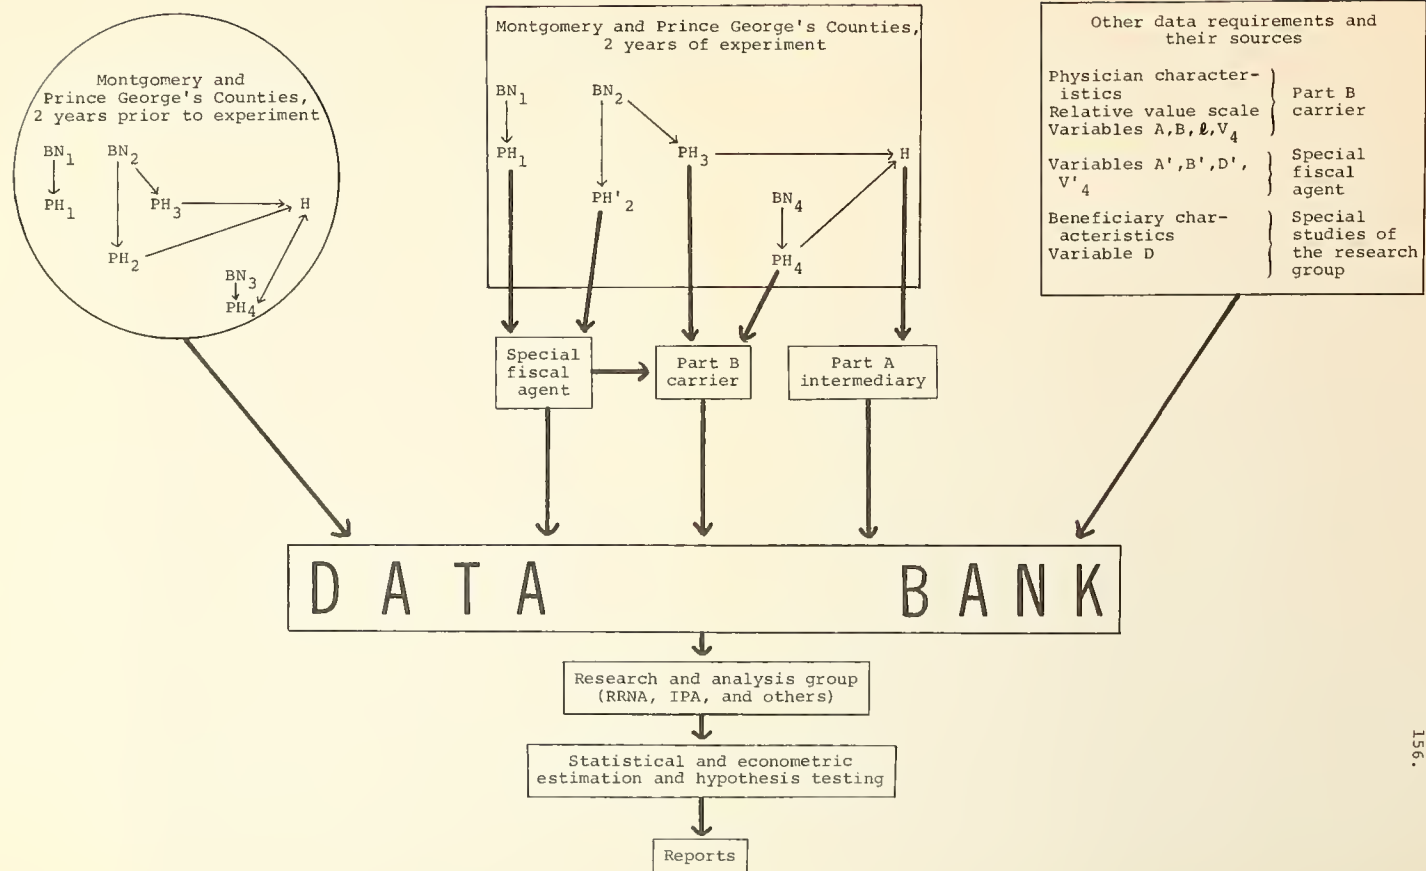 Montgomery and
Prince George's Counties,
2 years prior to experiment
BN1 BN2
PH1 PH3 H
PH2
BN3
PH4
Montgomery and Prince George's Counties,
2 years of experiment
BN1 BN2
PH1 PH3 H
PH'2 BN4
PH4
Other data requirements and
their sources
Physician character-
istics
Relative value scale
Variables A,B,ℓ,V4
Part B
carrier
Variables A',B',D',
V'4
Special
fiscal
agent
Beneficiary char-
acteristics
Variable D
Special
studies of
the research
group
Special
fiscal
agent
Part B
carrier
Part A
intermediary
DATA BANK
Research and analysis group
(RRNA, IPA, and others)
Statistical and econometric
estimation and hypothesis testing
Reports
156.